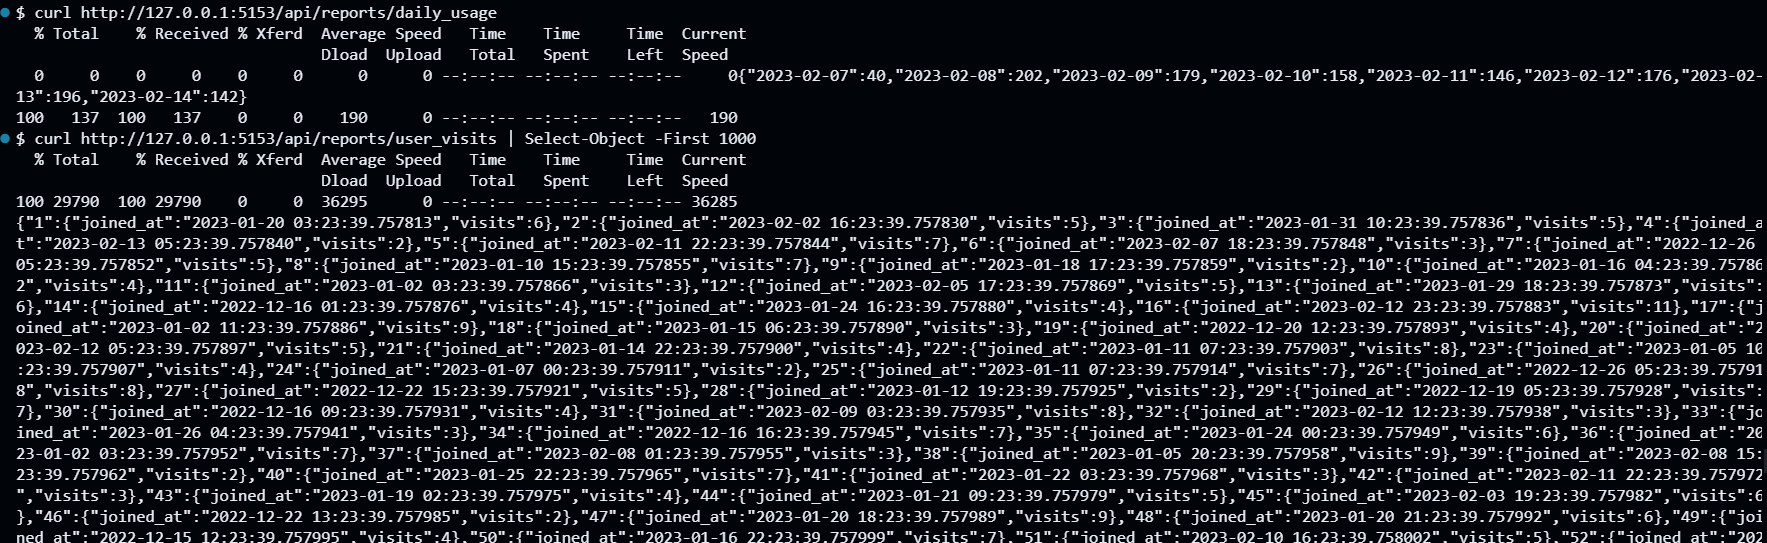 $ curl http://127.0.0.1:5153/api/reports/daily_usage
  % Total    % Received % Xferd  Average Speed   Time    Time     Time  Current
                                 Dload  Upload   Total   Spent    Left  Speed
  0     0    0     0    0     0      0      0 --:--:-- --:--:-- --:--:--     0{"2023-02-07":40,"2023-02-08":202,"2023-02-09":179,"2023-02-10":158,"2023-02-11":146,"2023-02-12":176,"2023-02-
13":196,"2023-02-14":142}
100   137  100   137    0     0    190      0 --:--:-- --:--:-- --:--:--   190
$ curl http://127.0.0.1:5153/api/reports/user_visits | Select-Object -First 1000
  % Total    % Received % Xferd  Average Speed   Time    Time     Time  Current
                                 Dload  Upload   Total   Spent    Left  Speed
100 29790  100 29790    0     0  36295      0 --:--:-- --:--:-- --:--:-- 36285
{"1":{"joined_at":"2023-01-20 03:23:39.757813","visits":6},"2":{"joined_at":"2023-02-02 16:23:39.757830","visits":5},"3":{"joined_at":"2023-01-31 10:23:39.757836","visits":5},"4":{"joined_a
t":"2023-02-13 05:23:39.757840","visits":2},"5":{"joined_at":"2023-02-11 22:23:39.757844","visits":7},"6":{"joined_at":"2023-02-07 18:23:39.757848","visits":3},"7":{"joined_at":"2022-12-26
05:23:39.757852","visits":5},"8":{"joined_at":"2023-01-10 15:23:39.757855","visits":7},"9":{"joined_at":"2023-01-18 17:23:39.757859","visits":2},"10":{"joined_at":"2023-01-16 04:23:39.75786
2","visits":4},"11":{"joined_at":"2023-01-02 03:23:39.757866","visits":3},"12":{"joined_at":"2023-02-05 17:23:39.757869","visits":5},"13":{"joined_at":"2023-01-29 18:23:39.757873","visits":
6},"14":{"joined_at":"2022-12-16 01:23:39.757876","visits":4},"15":{"joined_at":"2023-01-24 16:23:39.757880","visits":4},"16":{"joined_at":"2023-02-12 23:23:39.757883","visits":11},"17":{"j
oined_at":"2023-01-02 11:23:39.757886","visits":9},"18":{"joined_at":"2023-01-15 06:23:39.757890","visits":3},"19":{"joined_at":"2022-12-20 12:23:39.757893","visits":4},"20":{"joined_at":"2
023-02-12 05:23:39.757897","visits":5},"21":{"joined_at":"2023-01-14 22:23:39.757900","visits":4},"22":{"joined_at":"2023-01-11 07:23:39.757903","visits":8},"23":{"joined_at":"2023-01-05 10
:23:39.757907","visits":4},"24":{"joined_at":"2023-01-07 00:23:39.757911","visits":2},"25":{"joined_at":"2023-01-11 07:23:39.757914","visits":7},"26":{"joined_at":"2022-12-26 05:23:39.75791
8","visits":8},"27":{"joined_at":"2022-12-22 15:23:39.757921","visits":5},"28":{"joined_at":"2023-01-12 19:23:39.757925","visits":2},"29":{"joined_at":"2022-12-19 05:23:39.757928","visits":
7},"30":{"joined_at":"2022-12-16 09:23:39.757931","visits":4},"31":{"joined_at":"2023-02-09 03:23:39.757935","visits":8},"32":{"joined_at":"2023-02-12 12:23:39.757938","visits":3},"33":{"jo
ined_at":"2023-01-26 04:23:39.757941","visits":3},"34":{"joined_at":"2022-12-16 16:23:39.757945","visits":7},"35":{"joined_at":"2023-01-24 00:23:39.757949","visits":6},"36":{"joined_at":"20
23-01-02 03:23:39.757952","visits":7},"37":{"joined_at":"2023-02-08 01:23:39.757955","visits":3},"38":{"joined_at":"2023-01-05 20:23:39.757958","visits":9},"39":{"joined_at":"2023-02-08 15:
23:39.757962","visits":2},"40":{"joined_at":"2023-01-25 22:23:39.757965","visits":7},"41":{"joined_at":"2023-01-22 03:23:39.757968","visits":3},"42":{"joined_at":"2023-02-11 22:23:39.757972
","visits":3},"43":{"joined_at":"2023-01-19 02:23:39.757975","visits":4},"44":{"joined_at":"2023-01-21 09:23:39.757979","visits":5},"45":{"joined_at":"2023-02-03 19:23:39.757982","visits":6
},"46":{"joined_at":"2022-12-22 13:23:39.757985","visits":2},"47":{"joined_at":"2023-01-20 18:23:39.757989","visits":9},"48":{"joined_at":"2023-01-20 21:23:39.757992","visits":6},"49":{"joi
ned_at":"2022-12-15 12:23:39.757995","visits":4},"50":{"joined_at":"2023-01-16 22:23:39.757999","visits":7},"51":{"joined_at":"2023-02-10 16:23:39.758002","visits":5},"52":{"joined_at":"202